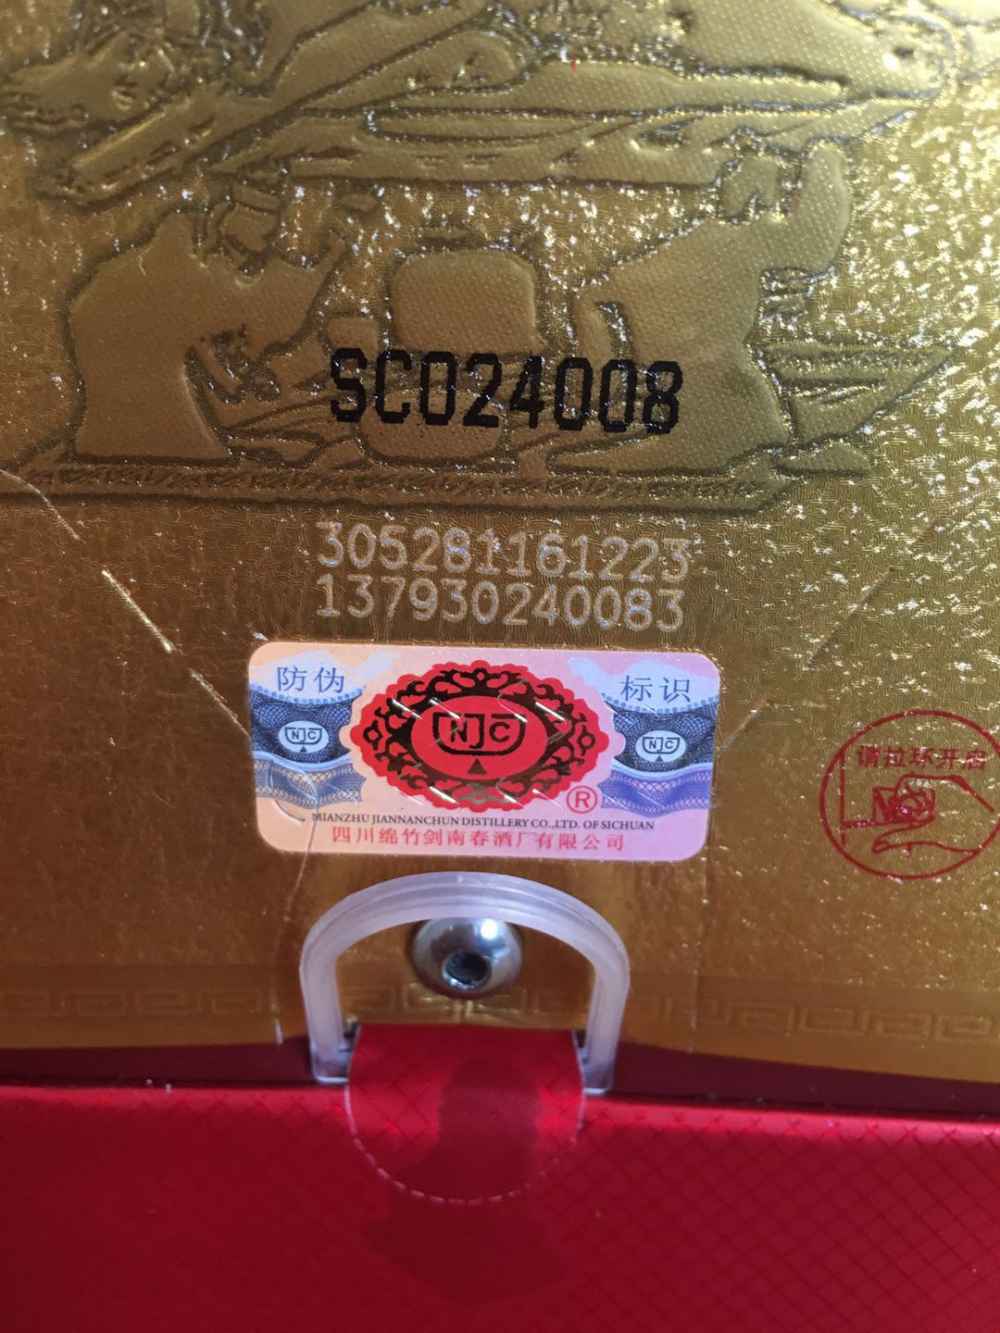 SC024008
305281161223
137930240083
防伪
标识
NJC
NJC
NJC
®
MIANZHU JIANNANCHUN DISTILLERY CO.,LTD. OF SICHUAN
四川绵竹剑南春酒厂有限公司
请拉环开启